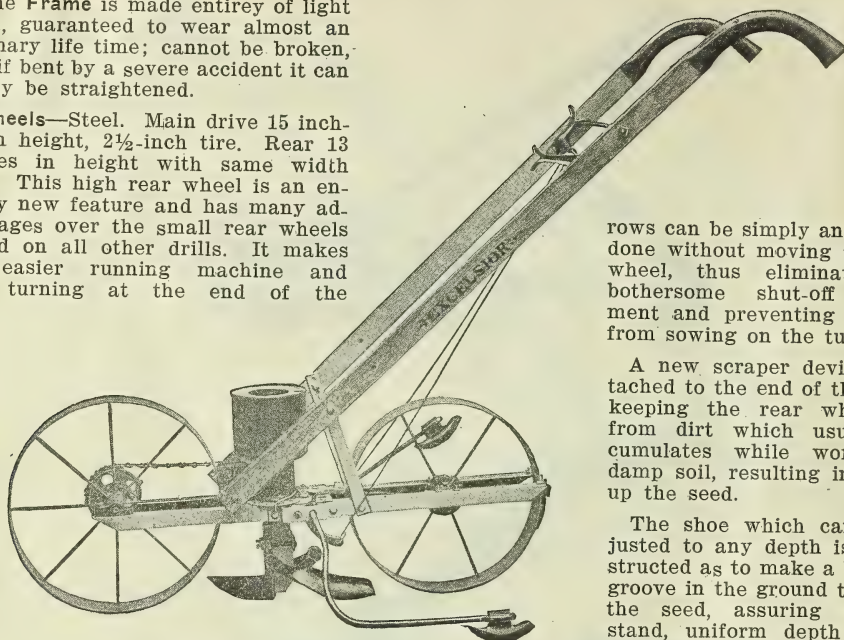 e Frame is made entirey of light
, guaranteed to wear almost an
nary life time; cannot be broken,
if bent by a severe accident it can
y be straightened.
heels—Steel. Main drive 15 inch-
n height, 2½-inch tire. Rear 13
es in height with same width
This high rear wheel is an en-
y new feature and has many ad-
ages over the small rear wheels
d on all other drills. It makes
easier running machine and
turning at the end of the
EXCELSIOR
rows can be simply an
done without moving
wheel, thus eliminat
bothersome shut-off
ment and preventing
from sowing on the tu
A new scraper devi
tached to the end of th
keeping the rear wh
from dirt which usu
cumulates while wor
damp soil, resulting in
up the seed.
The shoe which ca
justed to any depth is
structed as to make a
groove in the ground t
the seed, assuring
stand, uniform depth